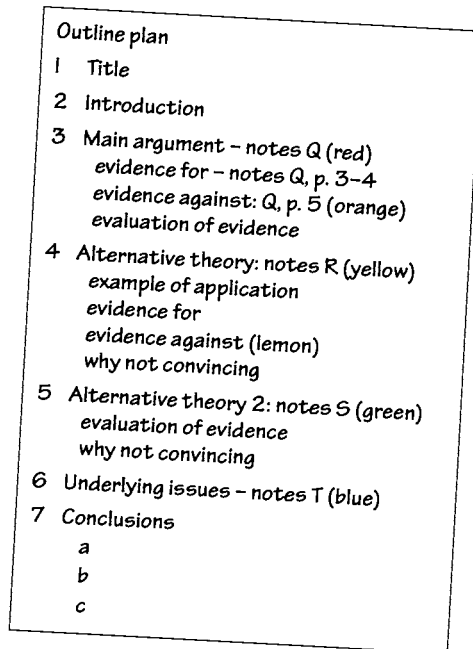 Outline plan
1 Title
2 Introduction
3 Main argument – notes Q (red)
evidence for – notes Q, p. 3–4
evidence against: Q, p. 5 (orange)
evaluation of evidence
4 Alternative theory: notes R (yellow)
example of application
evidence for
evidence against (lemon)
why not convincing
5 Alternative theory 2: notes S (green)
evaluation of evidence
why not convincing
6 Underlying issues – notes T (blue)
7 Conclusions
a
b
c